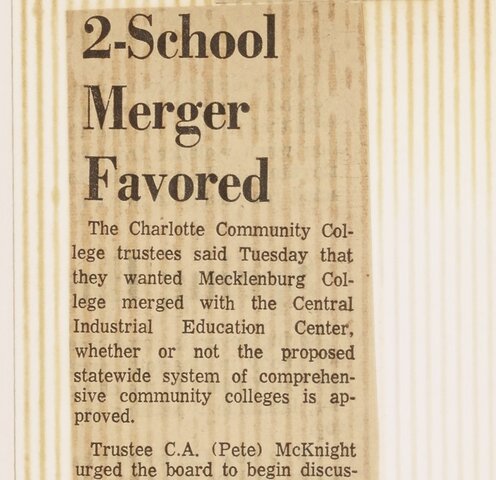 2-School
Merger
Favored
The Charlotte Community Col-
lege trustees said Tuesday that
they wanted Mecklenburg Col-
lege merged with the Central
Industrial Education Center,
whether or not the proposed
statewide system of comprehen-
sive community colleges is ap-
proved.
Trustee C.A. (Pete) McKnight
urged the board to begin discus-